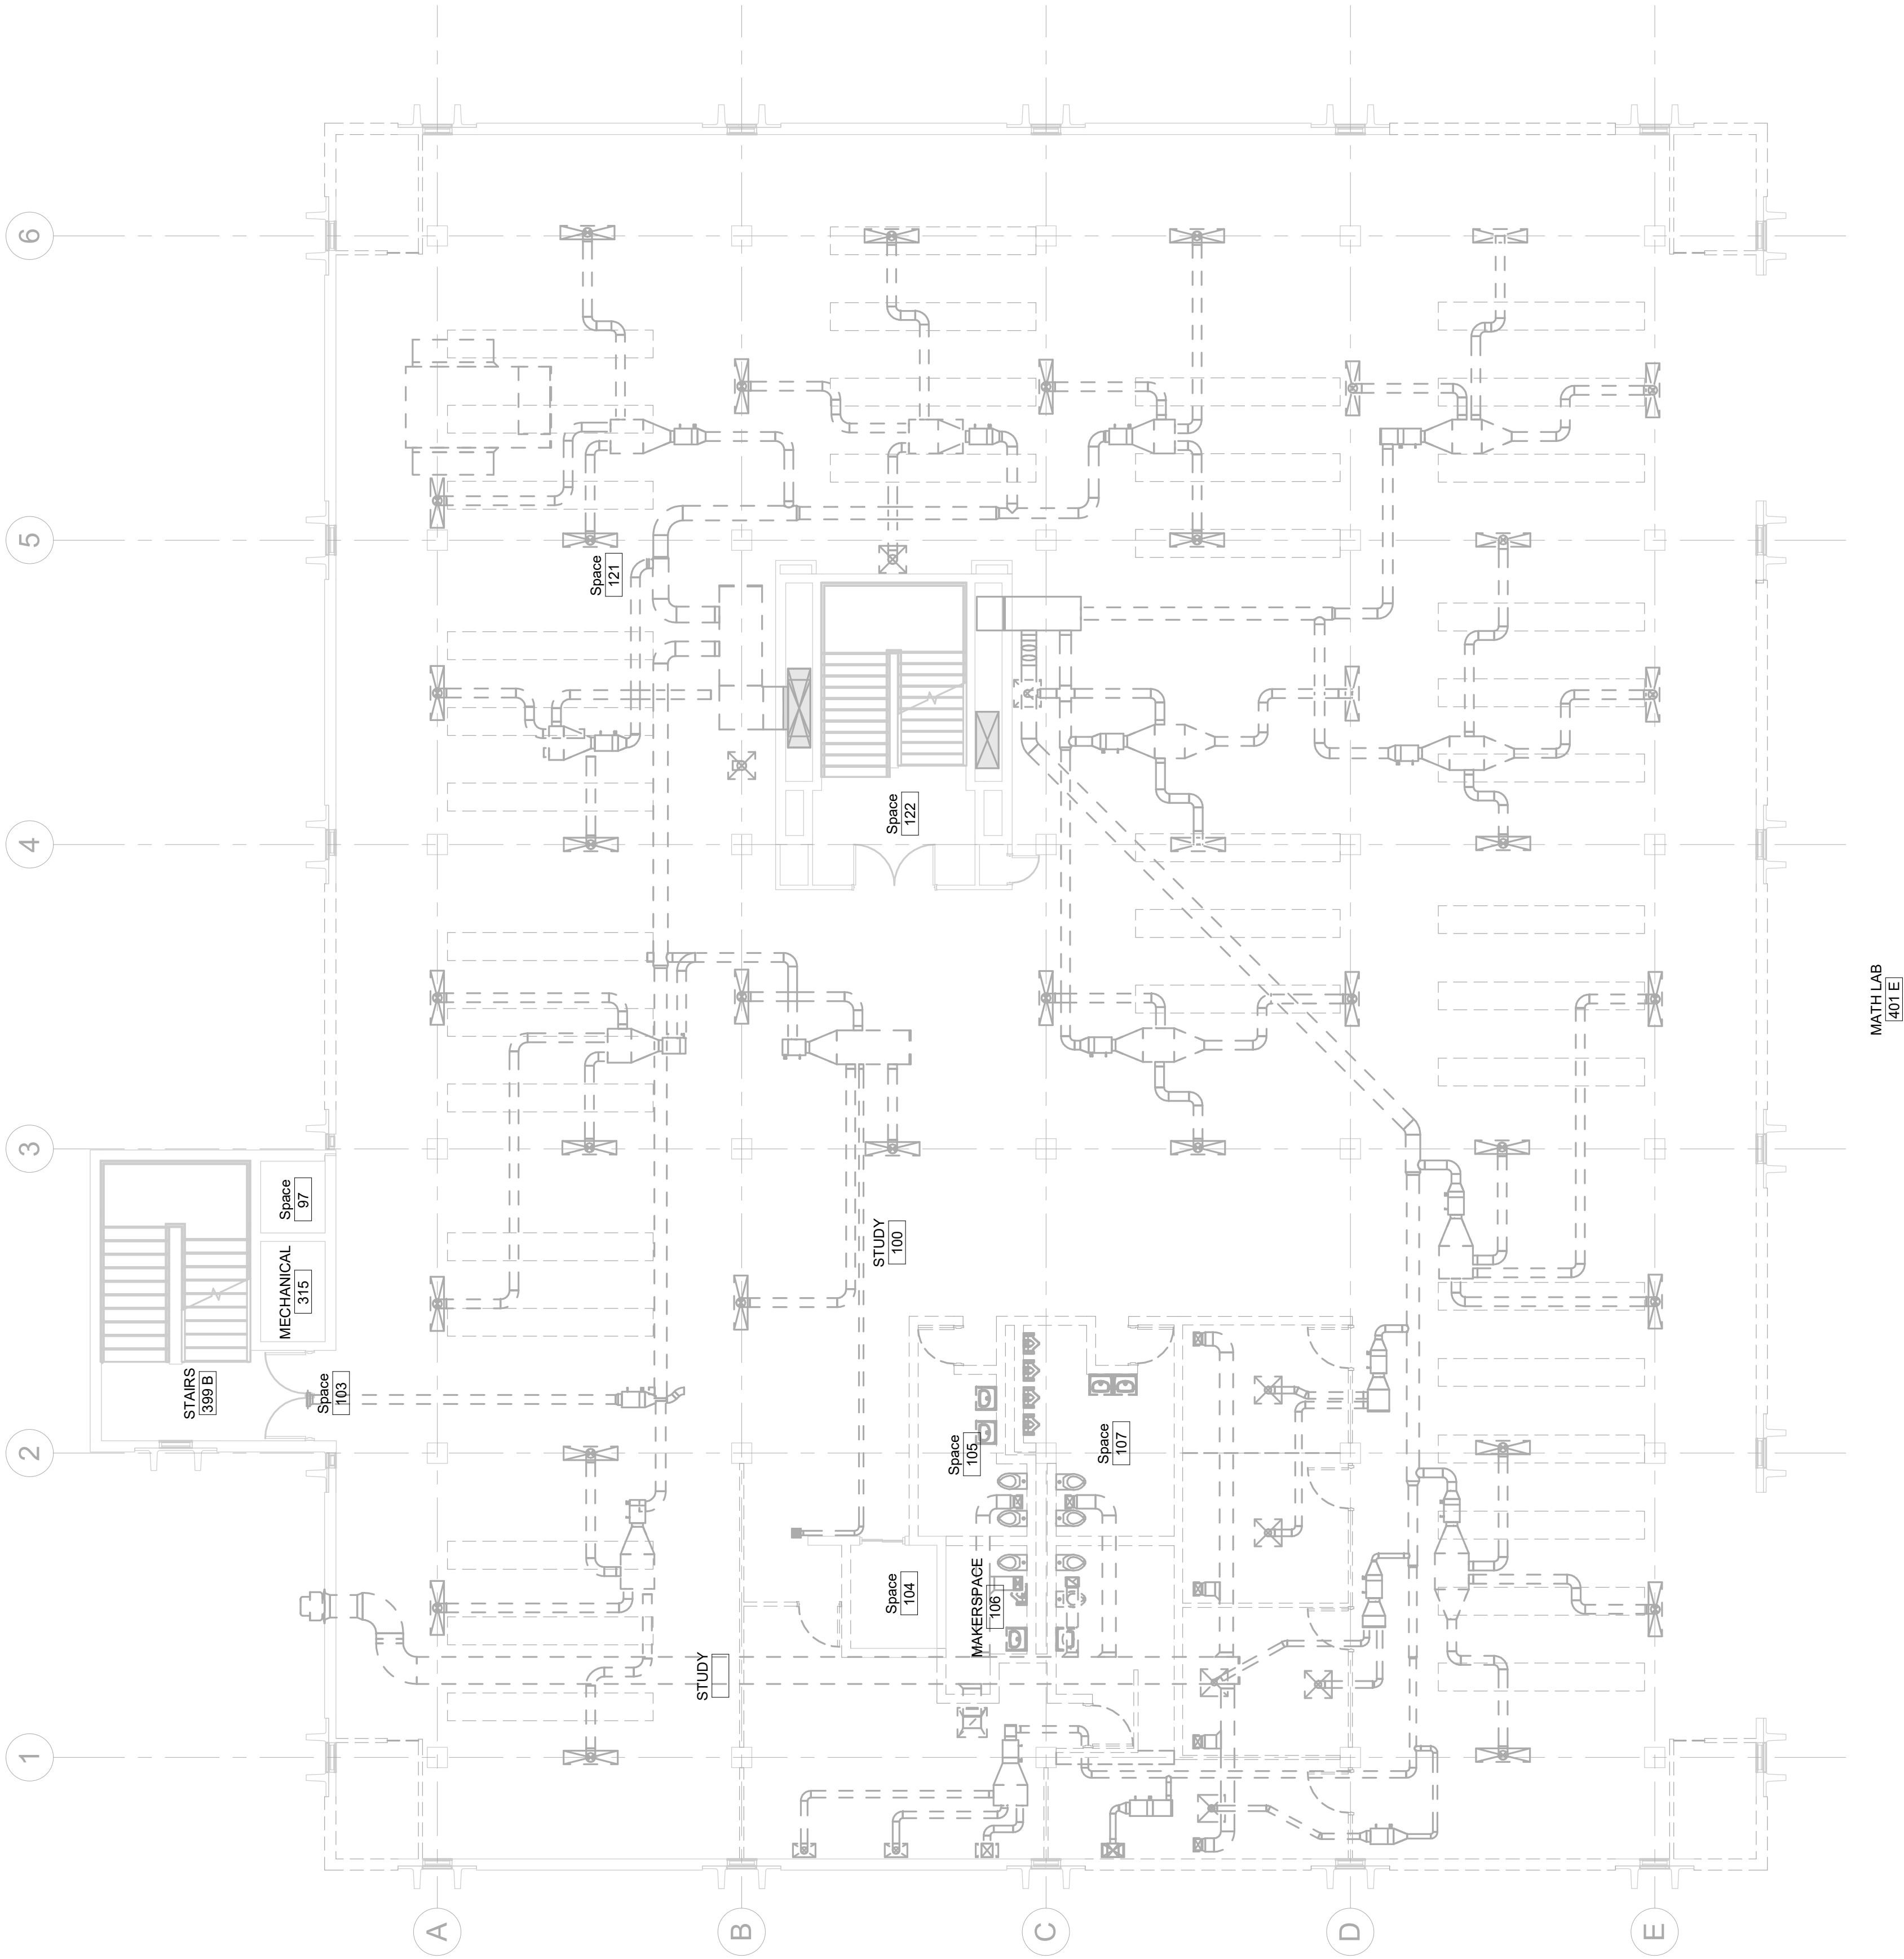 6
5
4
3
2
1
A
B
C
D
E
Space
121
Space
122
Space
97
MECHANICAL
315
STAIRS
399 B
Space
103
STUDY
100
Space
105
Space
107
Space
104
MAKERSPACE
106
STUDY
MATH LAB
401 E